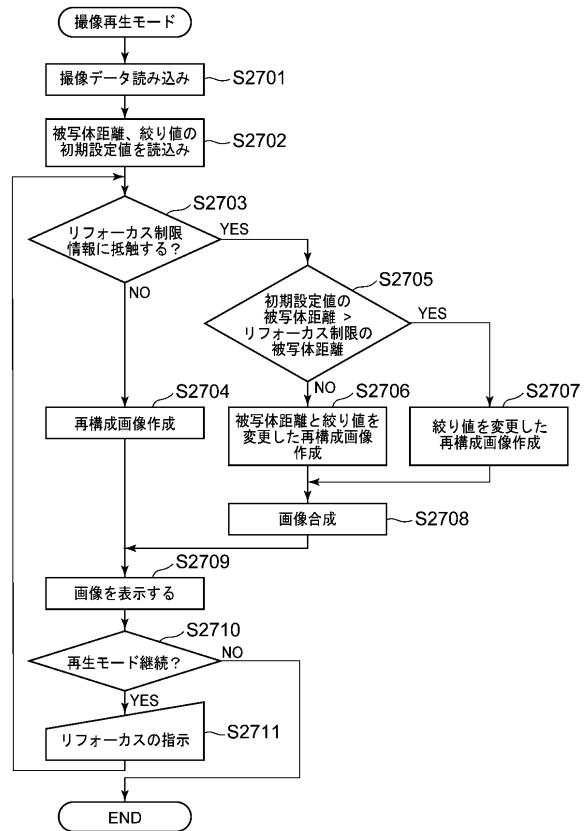 撮像再生モード
撮像データ読み込み
S2701
被写体距離、絞り値の
初期設定値を読込み
S2702
S2703
リフォーカス制限
情報に抵触する？
YES
NO
S2705
初期設定値の
被写体距離 >
リフォーカス制限の
被写体距離
YES
NO
S2704
再構成画像作成
S2706
被写体距離と絞り値を
変更した再構成画像
作成
S2707
絞り値を変更した
再構成画像作成
画像合成
S2708
S2709
画像を表示する
S2710
再生モード継続？
NO
YES
リフォーカスの指示
S2711
END